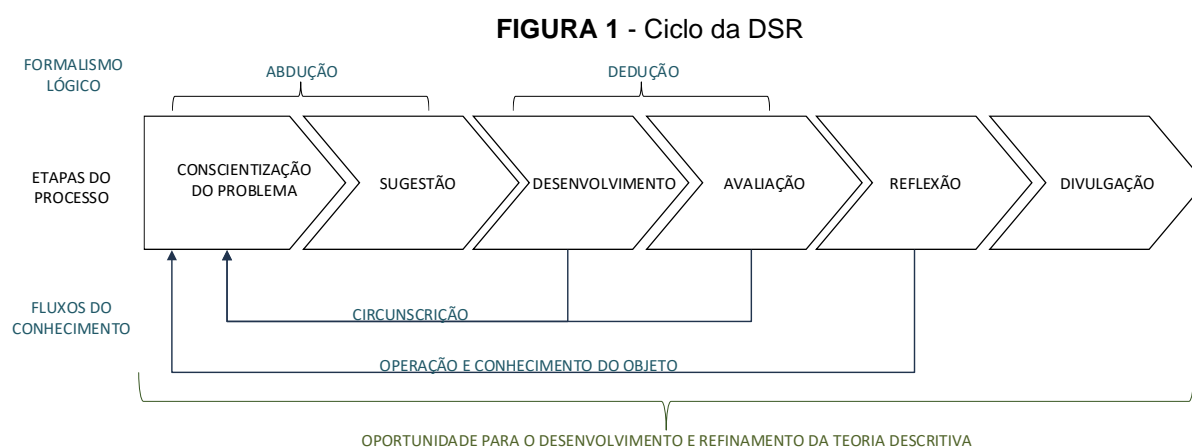 FIGURA 1 - Ciclo da DSR
FORMALISMO
LÓGICO
ABDUÇÃO
DEDUÇÃO
ETAPAS DO
PROCESSO
CONSCIENTIZAÇÃO
DO PROBLEMA
SUGESTÃO
DESENVOLVIMENTO
AVALIAÇÃO
REFLEXÃO
DIVULGAÇÃO
FLUXOS DO
CONHECIMENTO
CIRCUNSCRIÇÃO
OPERAÇÃO E CONHECIMENTO DO OBJETO
OPORTUNIDADE PARA O DESENVOLVIMENTO E REFINAMENTO DA TEORIA DESCRITIVA